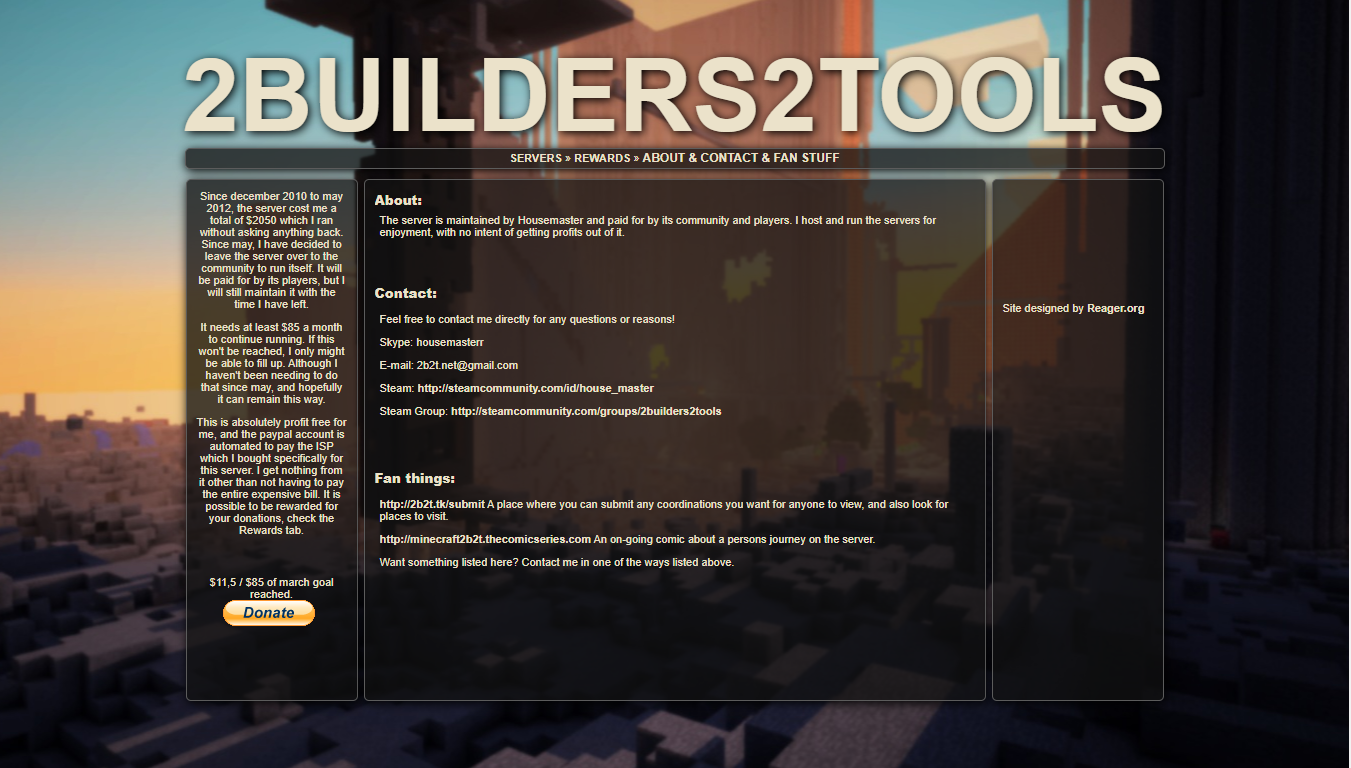 2BUILDERS2TOOLS
SERVERS » REWARDS » ABOUT & CONTACT & FAN STUFF
Since december 2010 to may
2012, the server cost me a
total of $2050 which I ran
without asking anything back.
Since may, I have decided to
leave the server over to the
community to run itself. It will
be paid for by its players, but I
will still maintain it with the
time I have left.
It needs at least $85 a month
to continue running. If this
won't be reached, I only might
be able to fill up. Although I
haven't been needing to do
that since may, and hopefully
it can remain this way.
This is absolutely profit free for
me, and the paypal account is
automated to pay the ISP
which I bought specifically for
this server. I get nothing from
it other than not having to pay
the entire expensive bill. It is
possible to be rewarded for
your donations, check the
Rewards tab.
$11,5 / $85 of march goal
reached.
Donate
About:
The server is maintained by Housemaster and paid for by its community and players. I host and run the servers for
enjoyment, with no intent of getting profits out of it.
Contact:
Feel free to contact me directly for any questions or reasons!
Skype: housemasterr
E-mail: 2b2t.net@gmail.com
Steam: http://steamcommunity.com/id/house_master
Steam Group: http://steamcommunity.com/groups/2builders2tools
Fan things:
http://2b2t.tk/submit A place where you can submit any coordinations you want for anyone to view, and also look for
places to visit.
http://minecraft2b2t.thecomicseries.com An on-going comic about a persons journey on the server.
Want something listed here? Contact me in one of the ways listed above.
Site designed by Reager.org